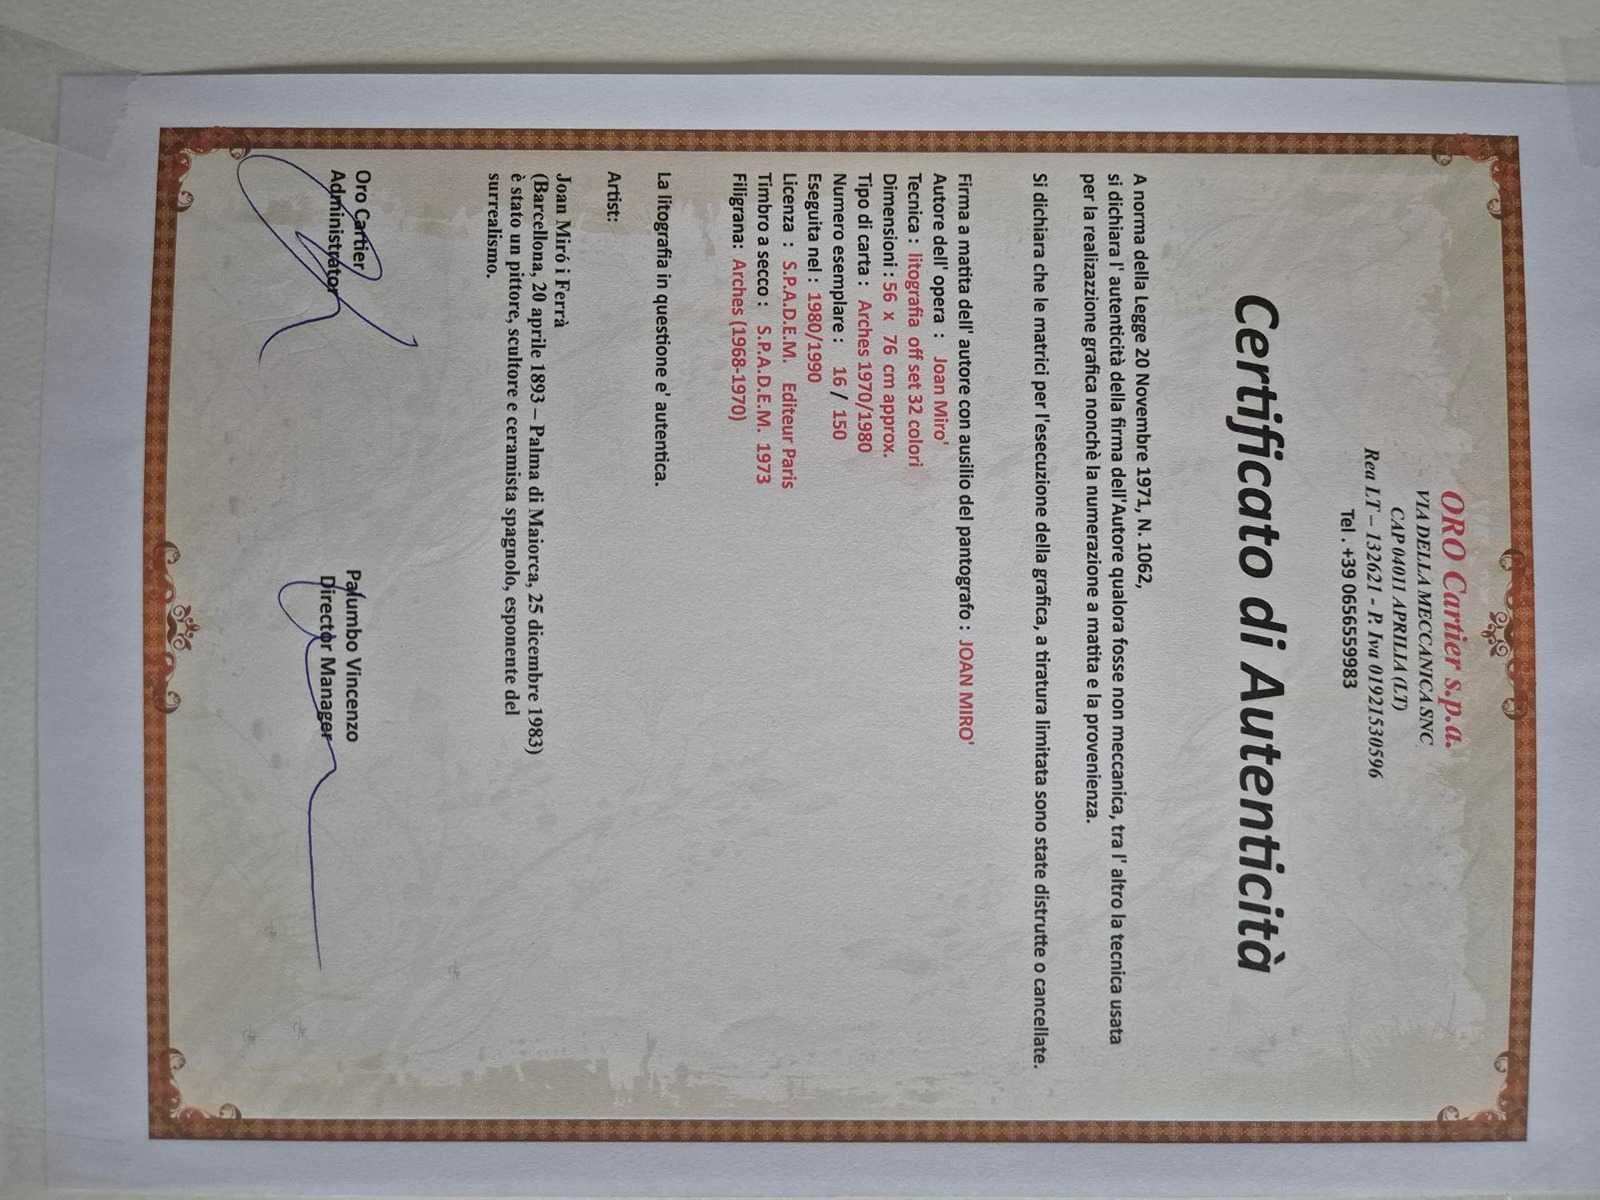 ORO Cartier s.p.a.
VIA DELLA MECCANICA SNC
CAP 04011 APRILIA (LT)
Rea LT – 132621 - P. Iva 01921530596
Tel . +39 0656559983
Certificato di Autenticità
A norma della Legge 20 Novembre 1971, N. 1062,
si dichiara l' autenticità della firma dell'Autore qualora fosse non meccanica, tra l' altro la tecnica usata
per la realizazzione grafica nonchè la numerazione a matita e la provenienza.
Si dichiara che le matrici per l'esecuzione della grafica, a tiratura limitata sono state distrutte o cancellate.
Firma a matita dell' autore con ausilio del pantografo : JOAN MIRO'
Autore dell' opera : Joan Miro'
Tecnica : litografia off set 32 colori
Dimensioni : 56 x 76 cm approx.
Tipo di carta : Arches 1970/1980
Numero esemplare : 16 / 150
Eseguita nel : 1980/1990
Licenza : S.P.A.D.E.M. Editeur Paris
Timbro a secco : S.P.A.D.E.M. 1973
Filigrana: Arches (1968-1970)
La litografia in questione e' autentica.
Artist:
Joan Miró i Ferrà
(Barcellona, 20 aprile 1893 – Palma di Maiorca, 25 dicembre 1983)
è stato un pittore, scultore e ceramista spagnolo, esponente del
surrealismo.
Oro Cartier
Administrator
Palumbo Vincenzo
Director Manager